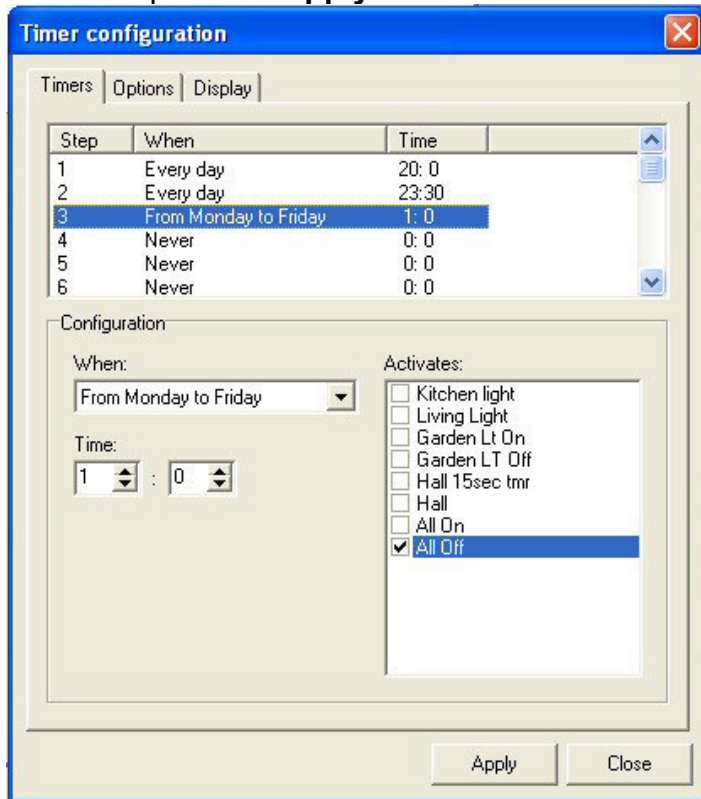 Apply
Timer configuration
Timers Options Display
Step When Time
1 Every day 20: 0
2 Every day 23:30
3 From Monday to Friday 1: 0
4 Never 0: 0
5 Never 0: 0
6 Never 0: 0
Configuration
When:
From Monday to Friday
Time:
1 : 0
Activates:
Kitchen light
Living Light
Garden Lt On
Garden LT Off
Hall 15sec tmr
Hall
All On
All Off
Apply Close